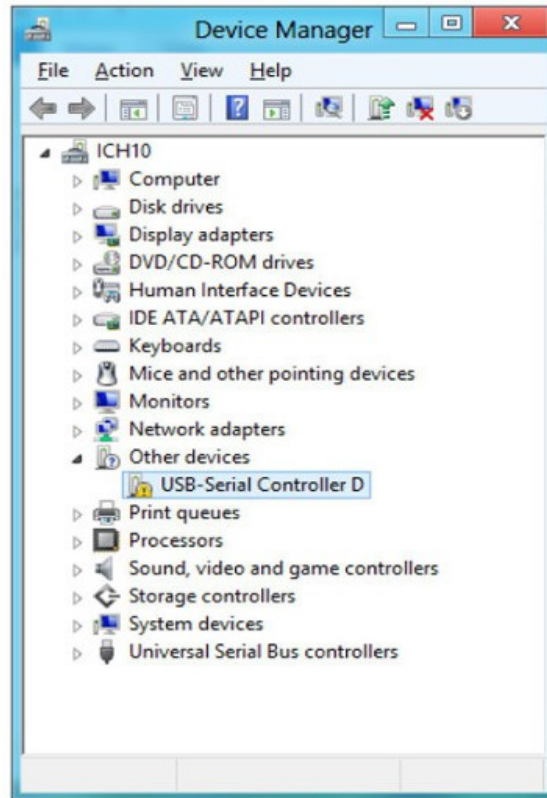 Device Manager
File Action View Help
ICH10
Computer
Disk drives
Display adapters
DVD/CD-ROM drives
Human Interface Devices
IDE ATA/ATAPI controllers
Keyboards
Mice and other pointing devices
Monitors
Network adapters
Other devices
USB-Serial Controller D
Print queues
Processors
Sound, video and game controllers
Storage controllers
System devices
Universal Serial Bus controllers